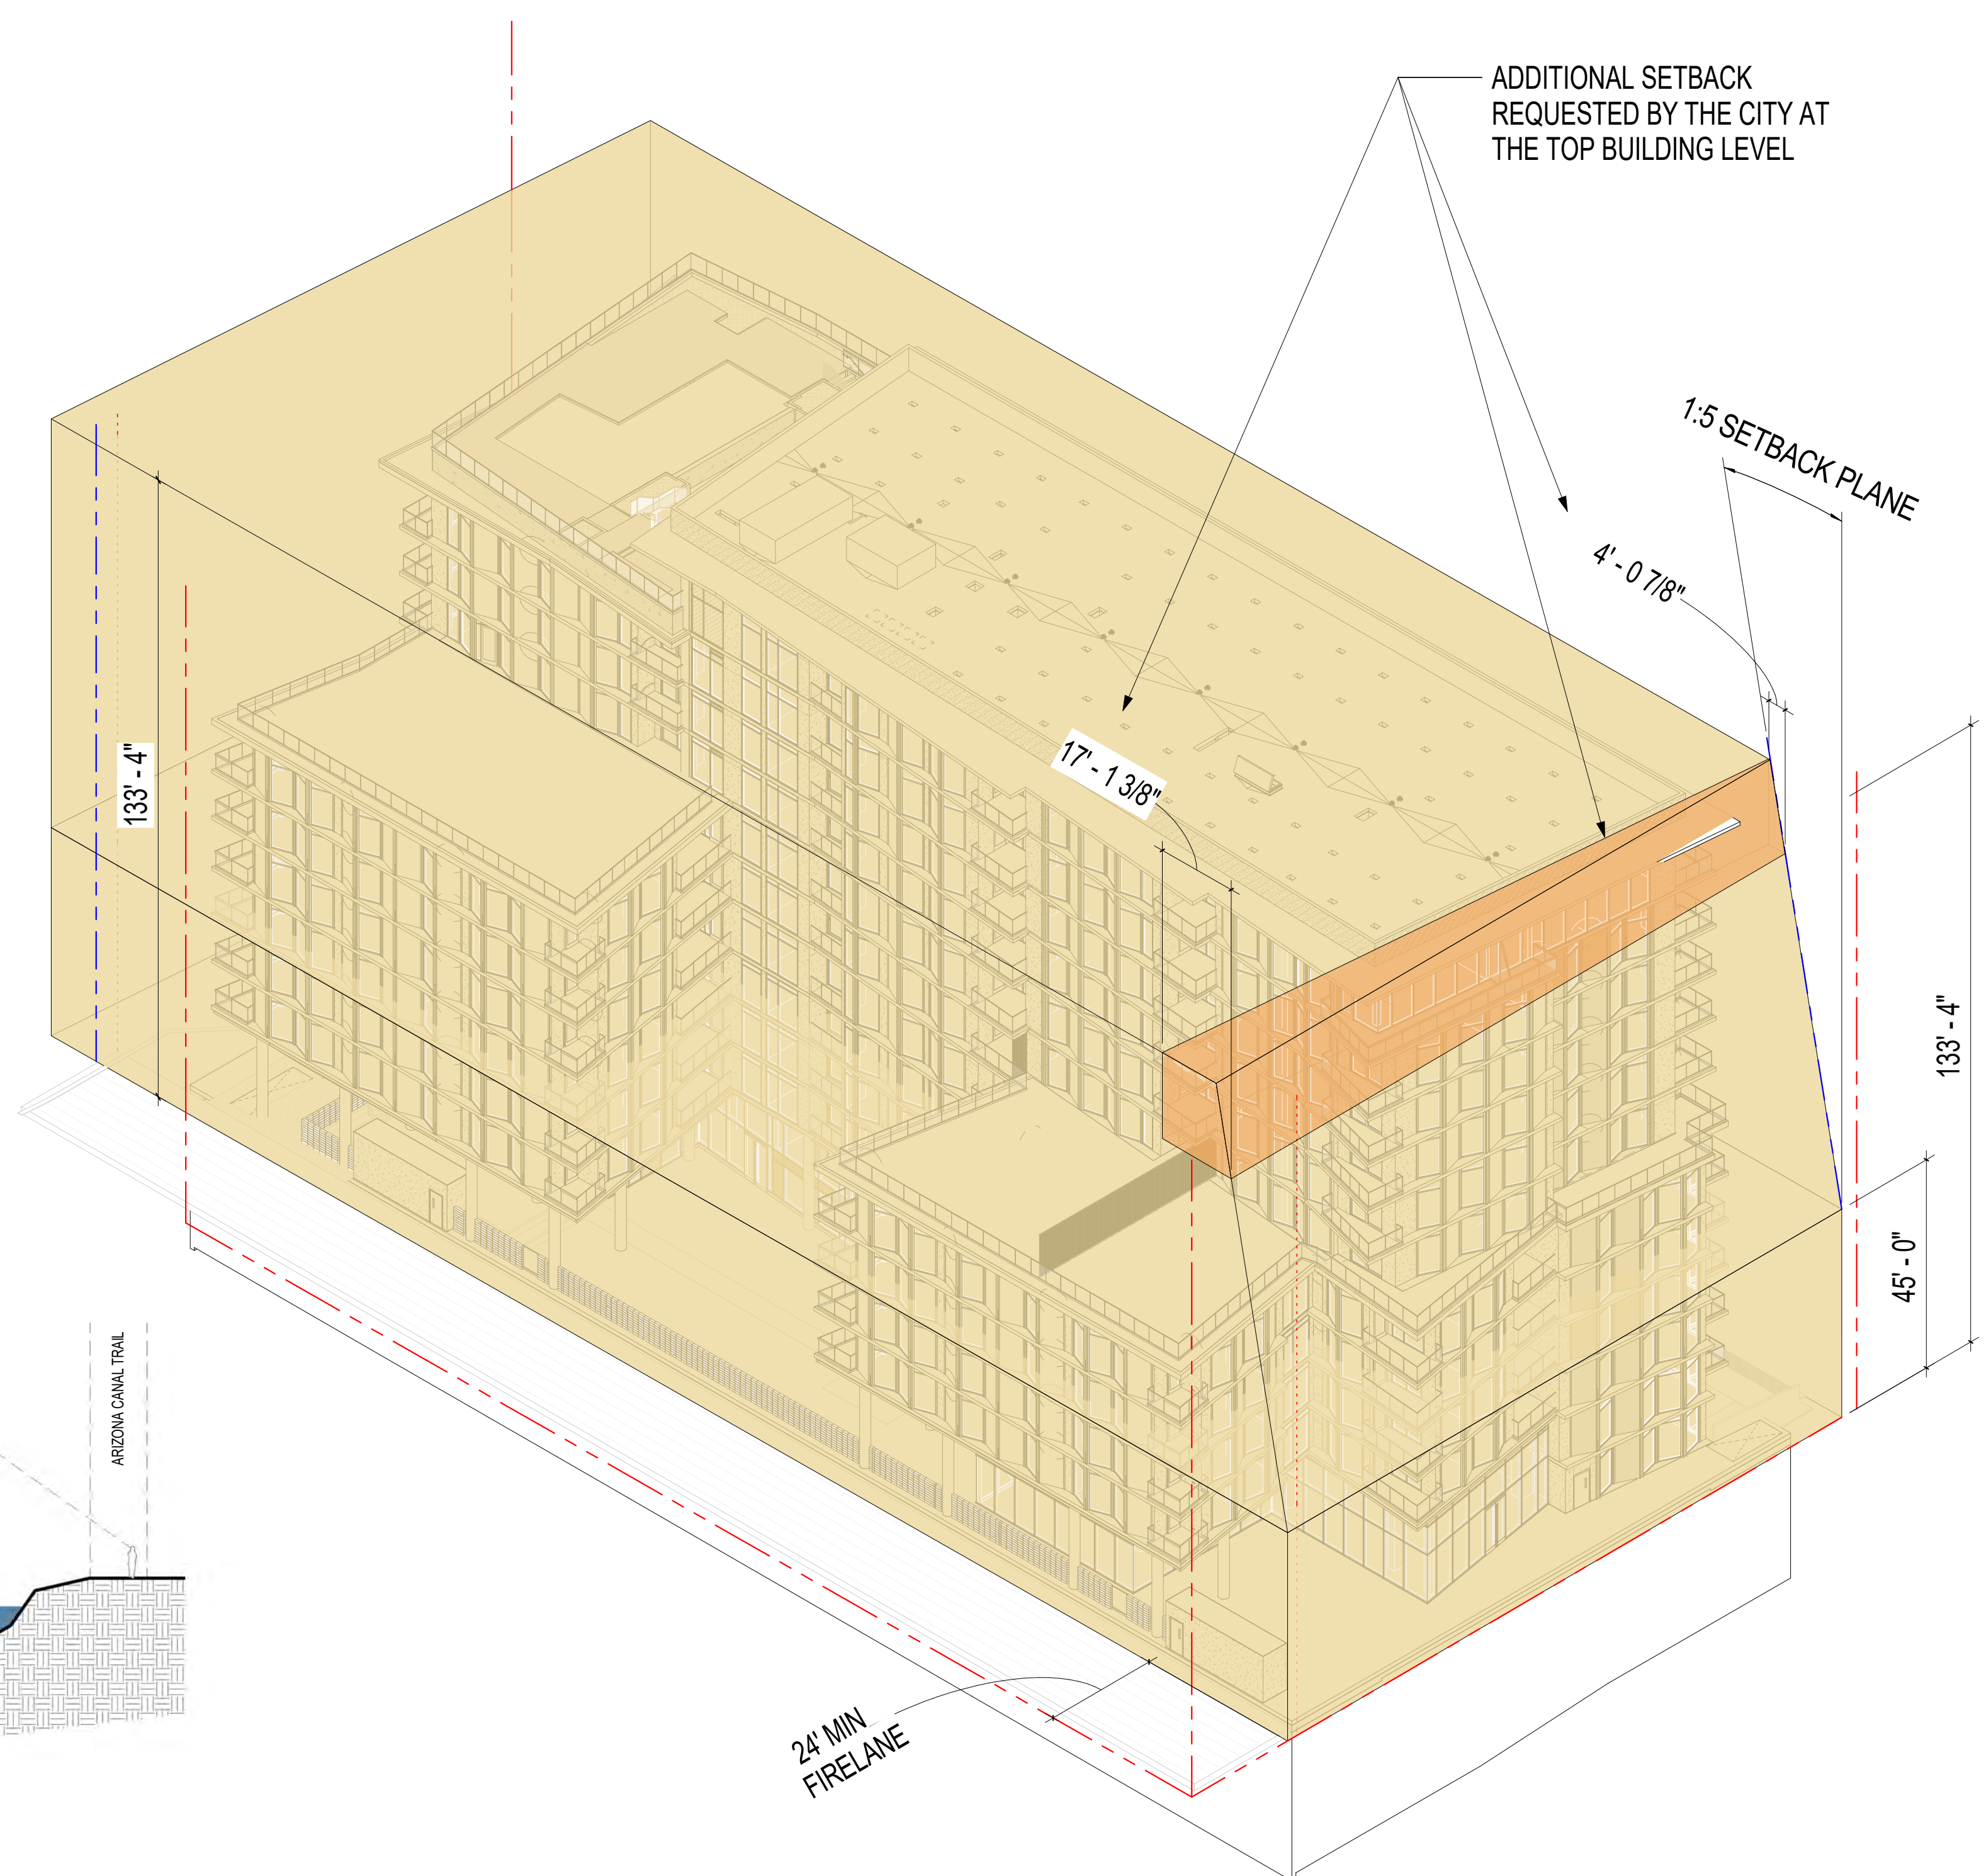 ADDITIONAL SETBACK
REQUESTED BY THE CITY AT
THE TOP BUILDING LEVEL
1:5 SETBACK PLANE
4' - 0 7/8"
17' - 1 3/8"
133' - 4"
133' - 4"
45' - 0"
ARIZONA CANAL TRAIL
24' MIN
FIRELANE